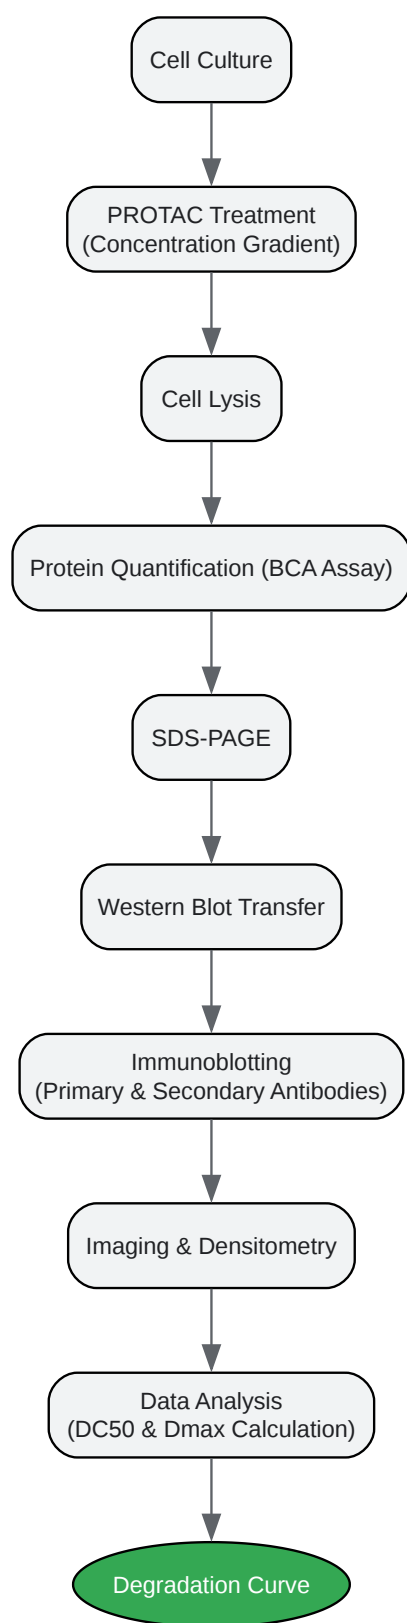 Cell Culture
PROTAC Treatment
(Concentration Gradient)
Cell Lysis
Protein Quantification (BCA Assay)
SDS-PAGE
Western Blot Transfer
Immunoblotting
(Primary & Secondary Antibodies)
Imaging & Densitometry
Data Analysis
(DC50 & Dmax Calculation)
Degradation Curve